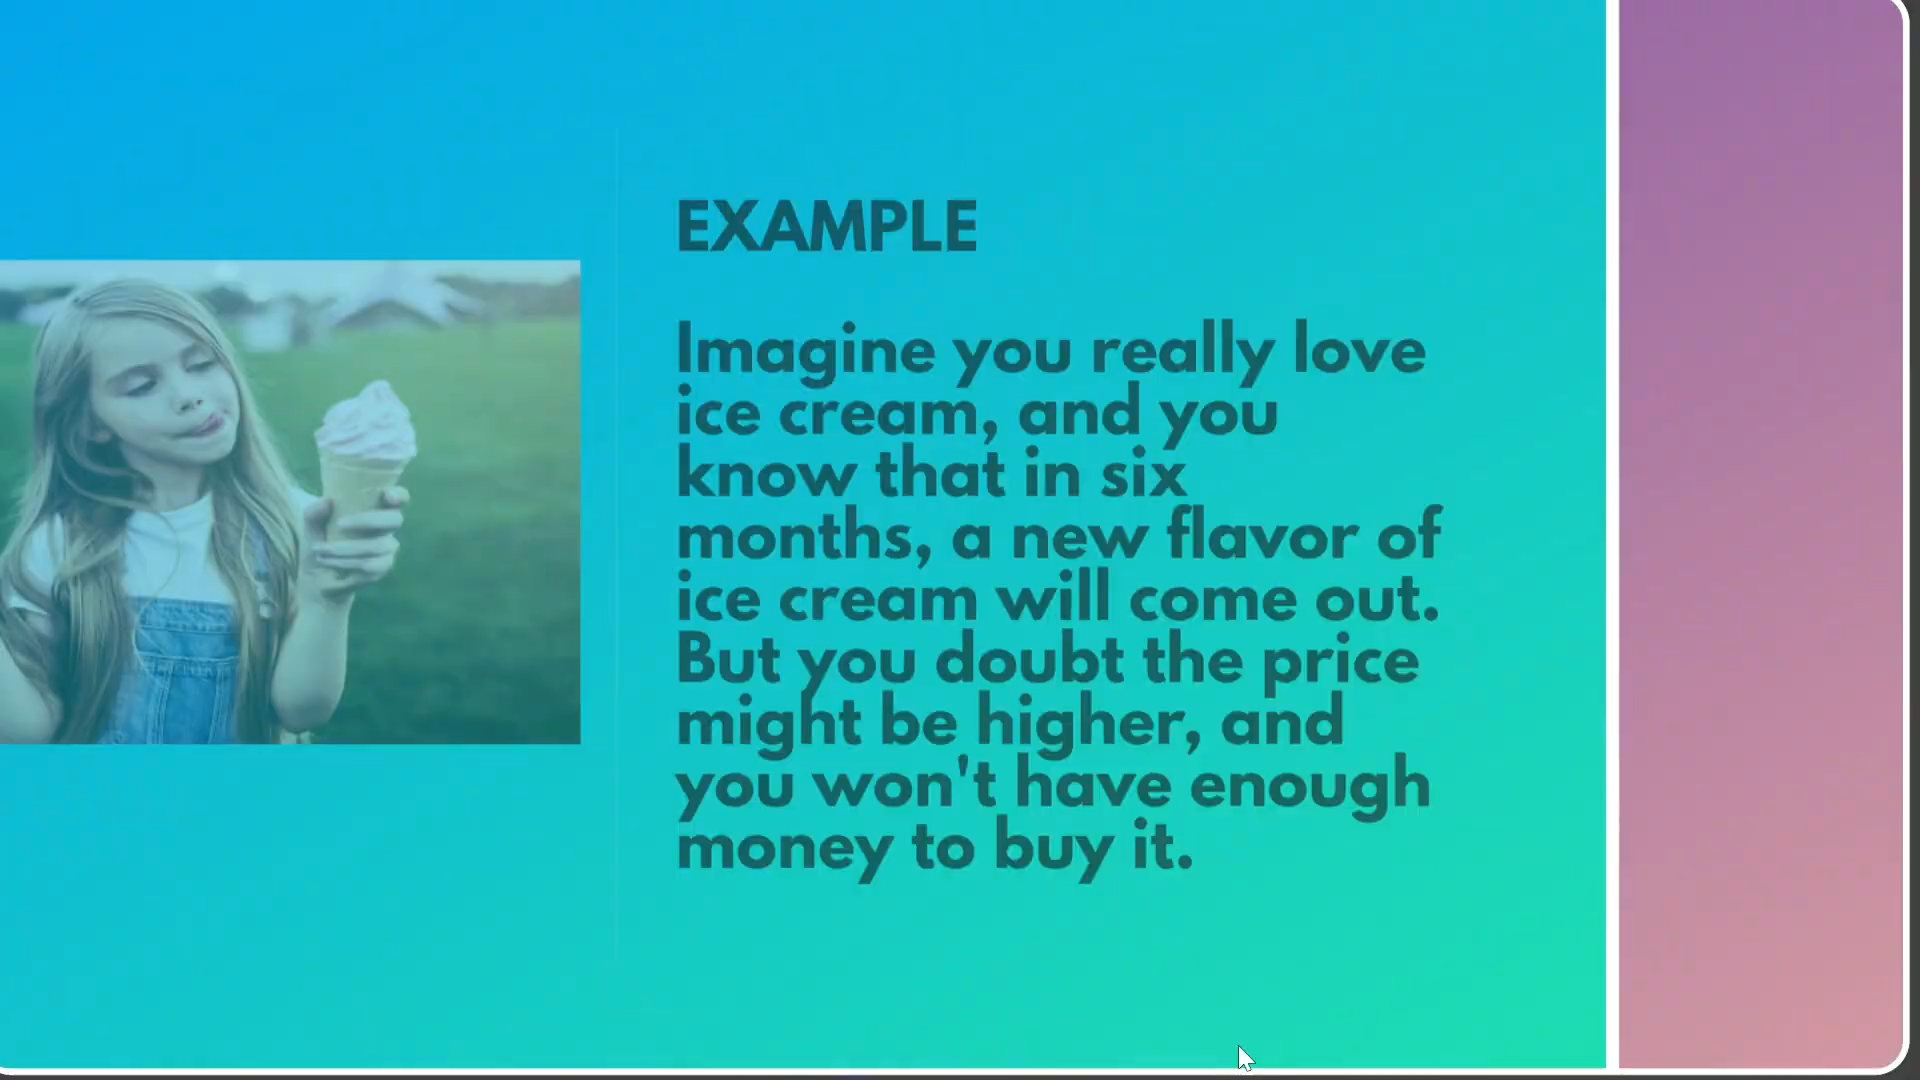 EXAMPLE
Imagine you really love
ice cream, and you
know that in six
months, a new flavor of
ice cream will come out.
But you doubt the price
might be higher, and
you won't have enough
money to buy it.